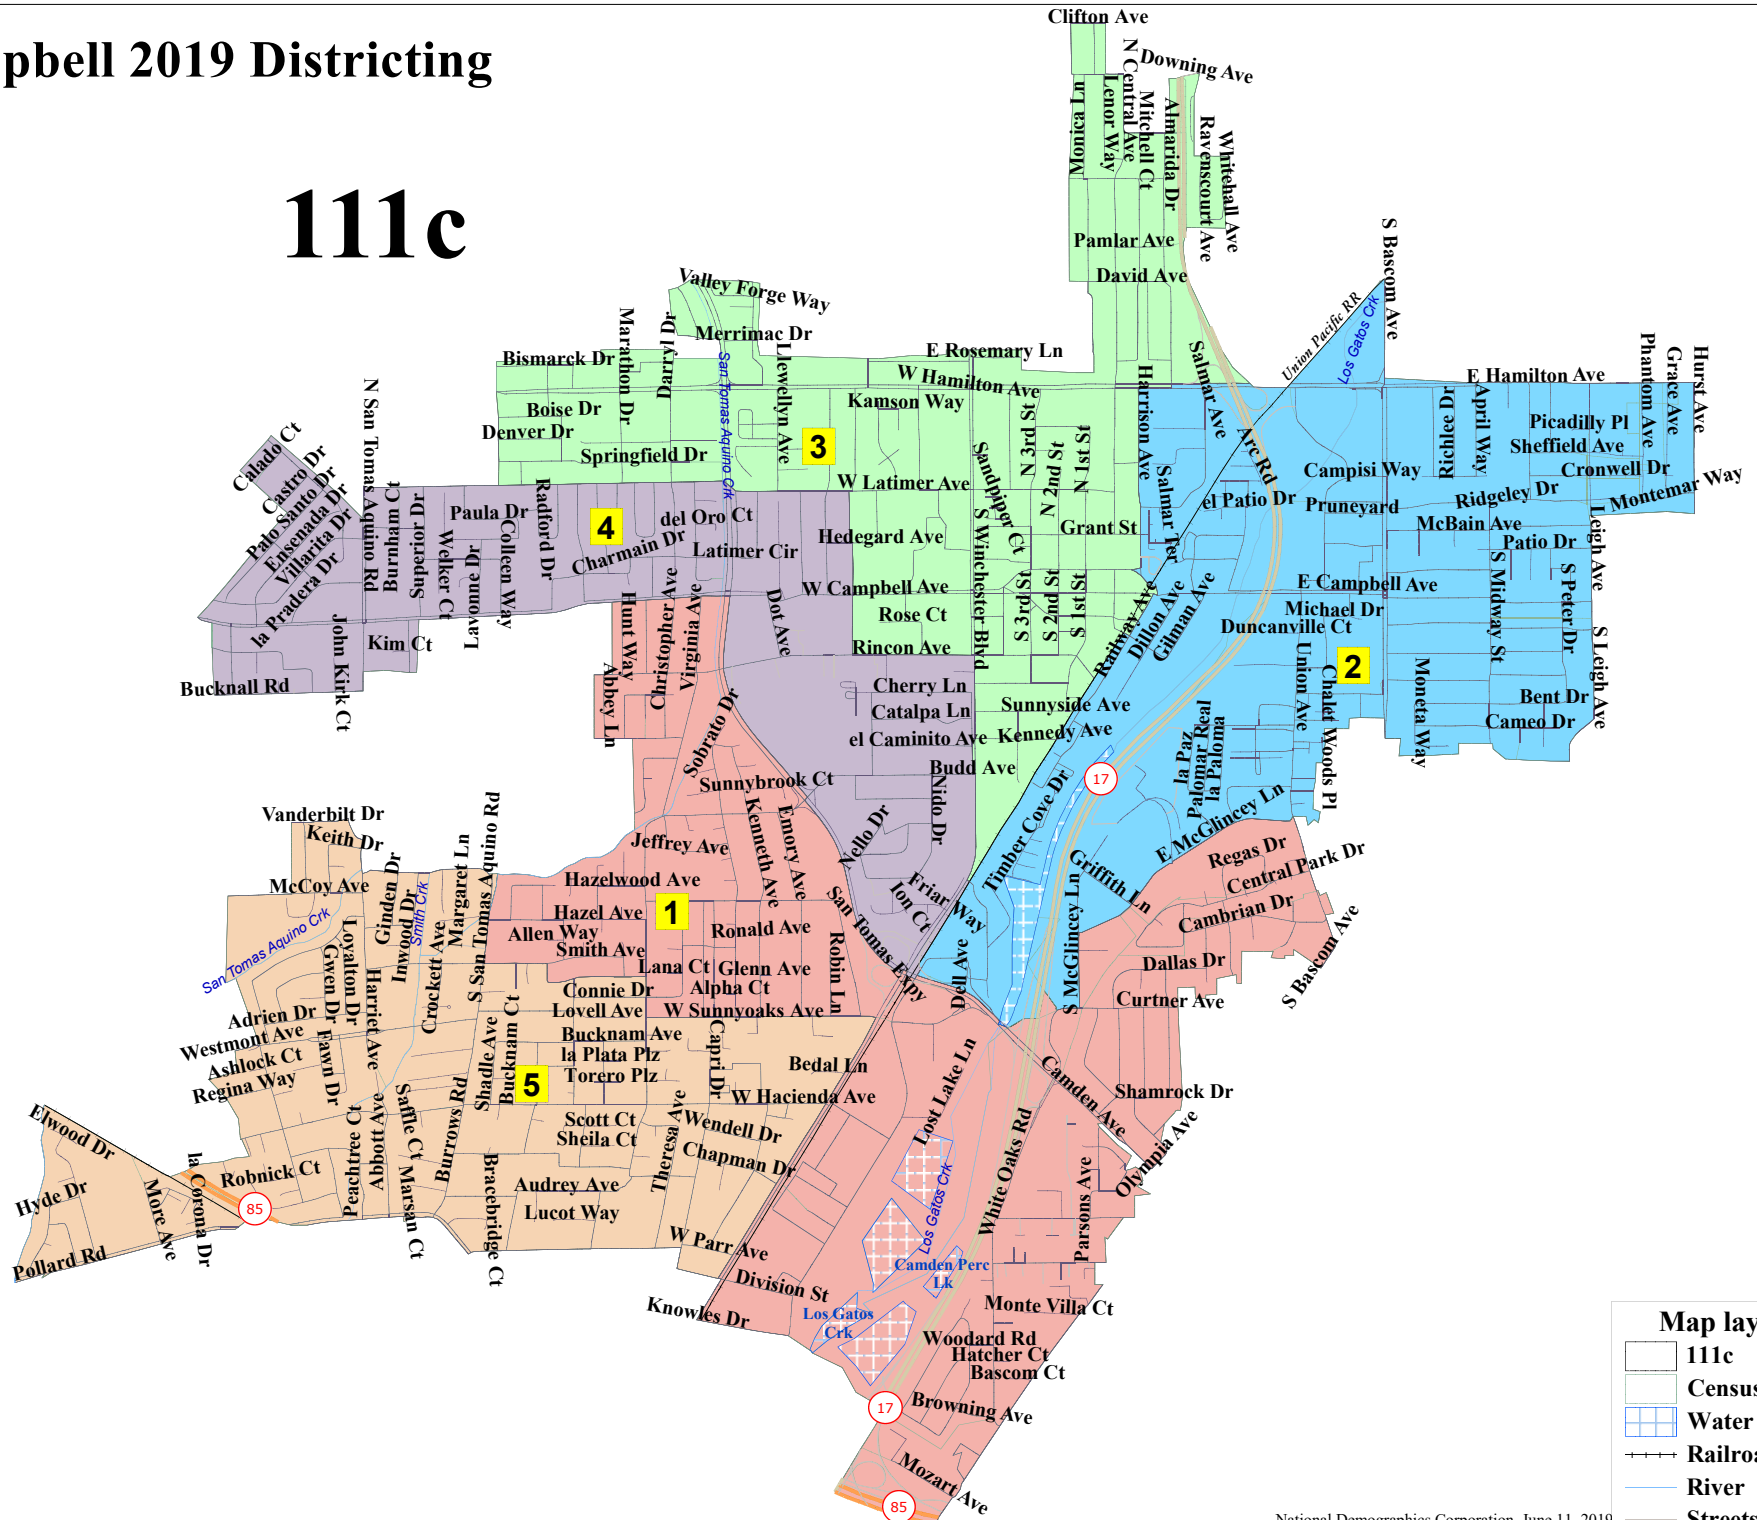 pbell 2019 Districting
111c
Clifton Ave
Downing Ave
N Central Ave
Monica Ln
Lenor Way
Mitchell Ct
Almarida Dr
Ravenscourt Ave
Whitehall Ave
Pamlar Ave
David Ave
S Bascom Ave
Union Pacific RR
Los Gatos Crk
Valley Forge Way
Merrimac Dr
Marathon Dr
Darryl Dr
Bismarck Dr
E Rosemary Ln
W Hamilton Ave
Llewellyn Ave
San Tomas Aquino Crk
Salmar Ave
Harrison Ave
E Hamilton Ave
Phantom Ave
Grace Ave
Hurst Ave
Richlee Dr
April Way
Boise Dr
Kamson Way
Denver Dr
N San Tomas Aquino Rd
Picadilly Pl
Sheffield Ave
Springfield Dr
3
N 3rd St
N 2nd St
N 1st St
Sandpiper Ct
Arc Rd
Campisi Way
Cronwell Dr
Calado Ct
Castro Dr
Palo Santo Dr
Ensenada Dr
Villarita Dr
la Pradera Dr
W Latimer Ave
Salmar Ter
el Patio Dr
Pruneyard
Ridgeley Dr
Montemar Way
Burnham Ct
Superior Dr
Paula Dr
Radford Dr
4
del Oro Ct
Welker Ct
Lavonne Dr
Colleen Way
Charmain Dr
Latimer Cir
Hedegard Ave
Grant St
McBain Ave
Patio Dr
Leigh Ave
S Winchester Blvd
W Campbell Ave
E Campbell Ave
S Midway St
S Peter Dr
Hunt Way
Christopher Ave
Virginia Ave
Dot Ave
Rose Ct
S 3rd St
S 2nd St
S 1st St
Railway Ave
Dillon Ave
Gilman Ave
Michael Dr
Duncanville Ct
John Kirk Ct
Kim Ct
Rincon Ave
2
Union Ave
Chalet Woods Pl
Moneta Way
S Leigh Ave
Bucknall Rd
Abbey Ln
Cherry Ln
Catalpa Ln
Sunnyside Ave
Bent Dr
Cameo Dr
Sobrato Dr
el Caminito Ave
Kennedy Ave
la Paz
Palomar Real
la Paloma
Sunnybrook Ct
Budd Ave
17
Nido Dr
Timber Cove Dr
Vanderbilt Dr
Keith Dr
S San Tomas Aquino Rd
Margaret Ln
Kenneth Ave
Emory Ave
Jeffrey Ave
Nello Dr
E McGlincey Ln
Griffith Ln
Regas Dr
Central Park Dr
McCoy Ave
Ginden Dr
Inwood Dr
Smith Crk
Hazelwood Ave
Hazel Ave
1
Ion Ct
Friar Way
Cambrian Dr
S Bascom Ave
San Tomas Aquino Crk
Loyalton Dr
Gwen Dr
Crockett Ave
Allen Way
Smith Ave
Ronald Ave
Robin Ln
San Tomas Expy
Dell Ave
S McGlincey Ln
Lana Ct
Glenn Ave
Dallas Dr
Harriet Ave
Connie Dr
Alpha Ct
Curtner Ave
Adrien Dr
Westmont Ave
Lovell Ave
W Sunnyoaks Ave
Ashlock Ct
Regina Way
Fawn Dr
Shadle Ave
Bucknam Ct
Bucknam Ave
la Plata Plz
Torero Plz
5
Capri Dr
Bedal Ln
Lost Lake Ln
Camden Ave
Shamrock Dr
W Hacienda Ave
Elwood Dr
Peachtree Ct
Abbott Ave
Saffle Ct
Burrows Rd
Scott Ct
Sheila Ct
Theresa Ave
Wendell Dr
Chapman Dr
Olympia Ave
White Oaks Rd
Parsons Ave
Los Gatos Crk
Hyde Dr
More Ave
la Corona Dr
Robnick Ct
85
Marsan Ct
Bracebridge Ct
Audrey Ave
Lucot Way
Pollard Rd
W Parr Ave
Division St
Knowles Dr
Camden Perc
Lk
Los Gatos
Crk
Monte Villa Ct
Woodard Rd
Hatcher Ct
Bascom Ct
17
Browning Ave
Mozart Ave
85
Map lay
111c
Census
Water
Railroa
River
Streets
National Demographics Corporation, June 11, 2019